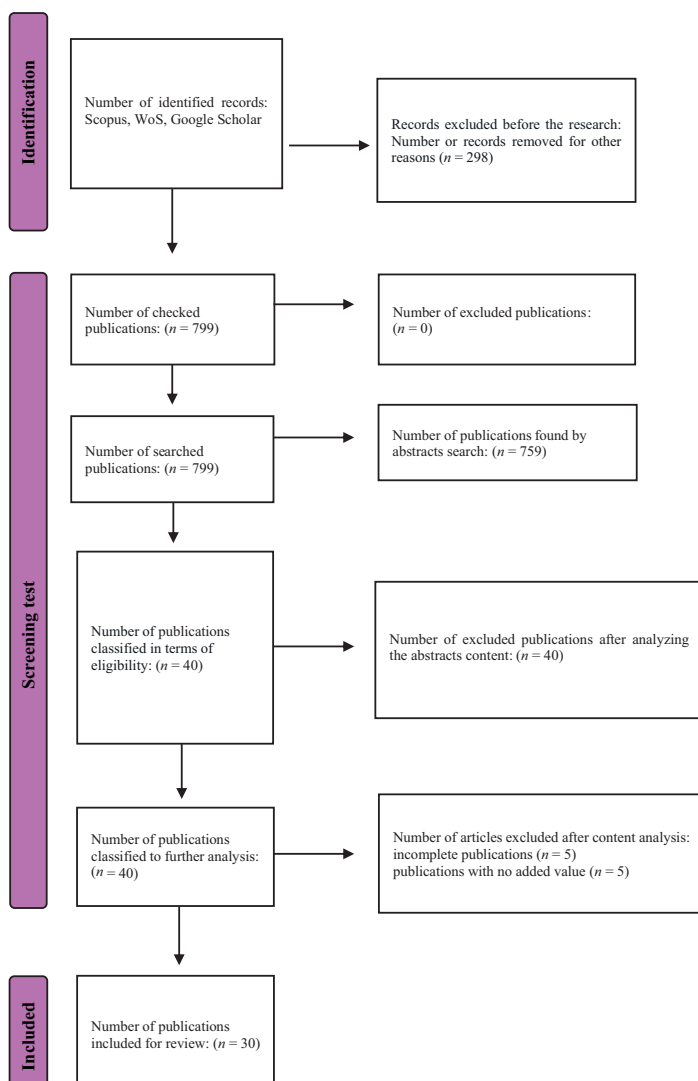 Identification
Number of identified records:
Scopus, WoS, Google Scholar
Records excluded before the research:
Number or records removed for other
reasons (n = 298)
Screening test
Number of checked
publications: (n = 799)
Number of excluded publications:
(n = 0)
Number of searched
publications: (n = 799)
Number of publications found by
abstracts search: (n = 759)
Number of publications
classified in terms of
eligibility: (n = 40)
Number of excluded publications after analyzing
the abstracts content: (n = 40)
Number of publications
classified to further analysis:
(n = 40)
Number of articles excluded after content analysis:
incomplete publications (n = 5)
publications with no added value (n = 5)
Included
Number of publications
included for review: (n = 30)